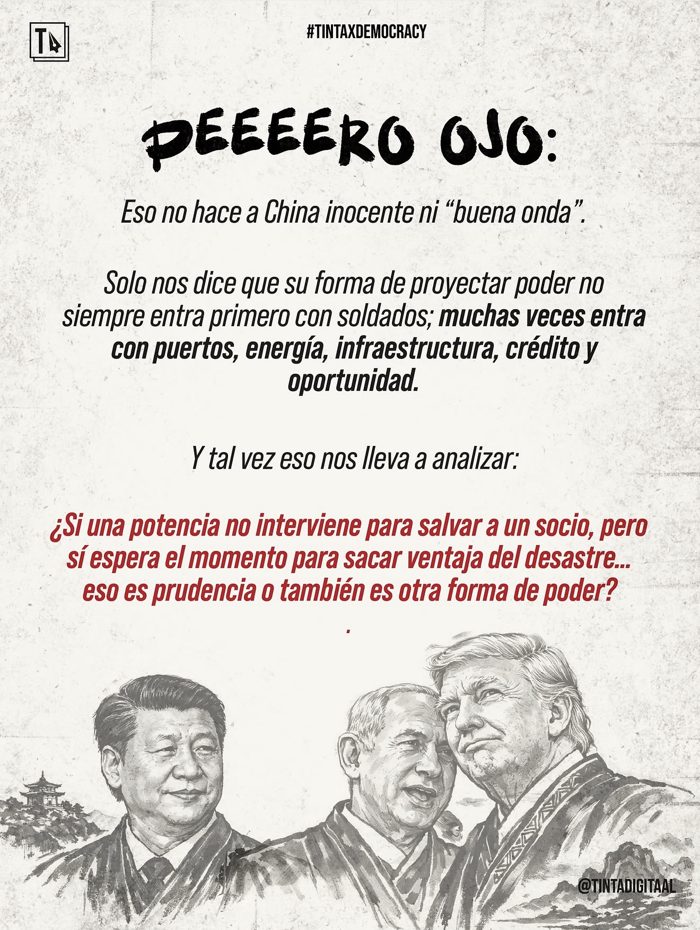 T
#TINTAXDEMOCRACY
PEEEERO OJO:
Eso no hace a China inocente ni “buena onda”.
Solo nos dice que su forma de proyectar poder no
siempre entra primero con soldados; muchas veces entra
con puertos, energía, infraestructura, crédito y
oportunidad.
Y tal vez eso nos lleva a analizar:
¿Si una potencia no interviene para salvar a un socio, pero
sí espera el momento para sacar ventaja del desastre...
eso es prudencia o también es otra forma de poder?
.
@TINTADIGITAAL